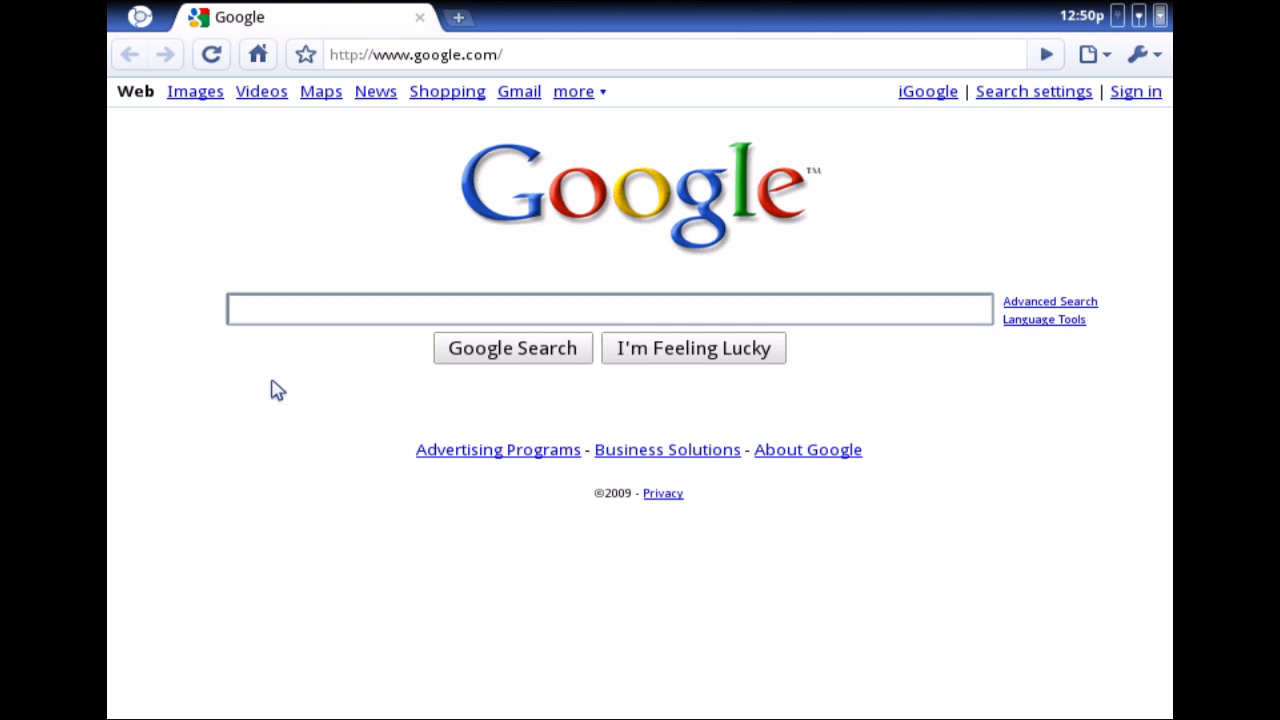 Google 12:50p
http://www.google.com/
Web Images Videos Maps News Shopping Gmail more iGoogle | Search settings | Sign in
Google™
Advanced Search
Language Tools
Google Search I'm Feeling Lucky
Advertising Programs - Business Solutions - About Google
©2009 - Privacy